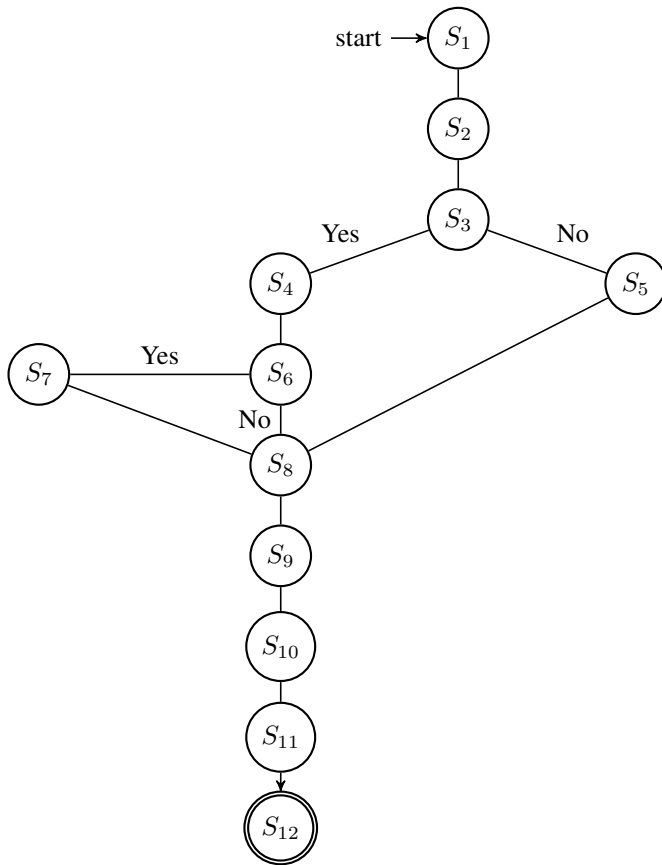 start S₁
S₂
S₃
Yes No
S₄ S₅
Yes
S₇ S₆
No
S₈
S₉
S₁₀
S₁₁
S₁₂